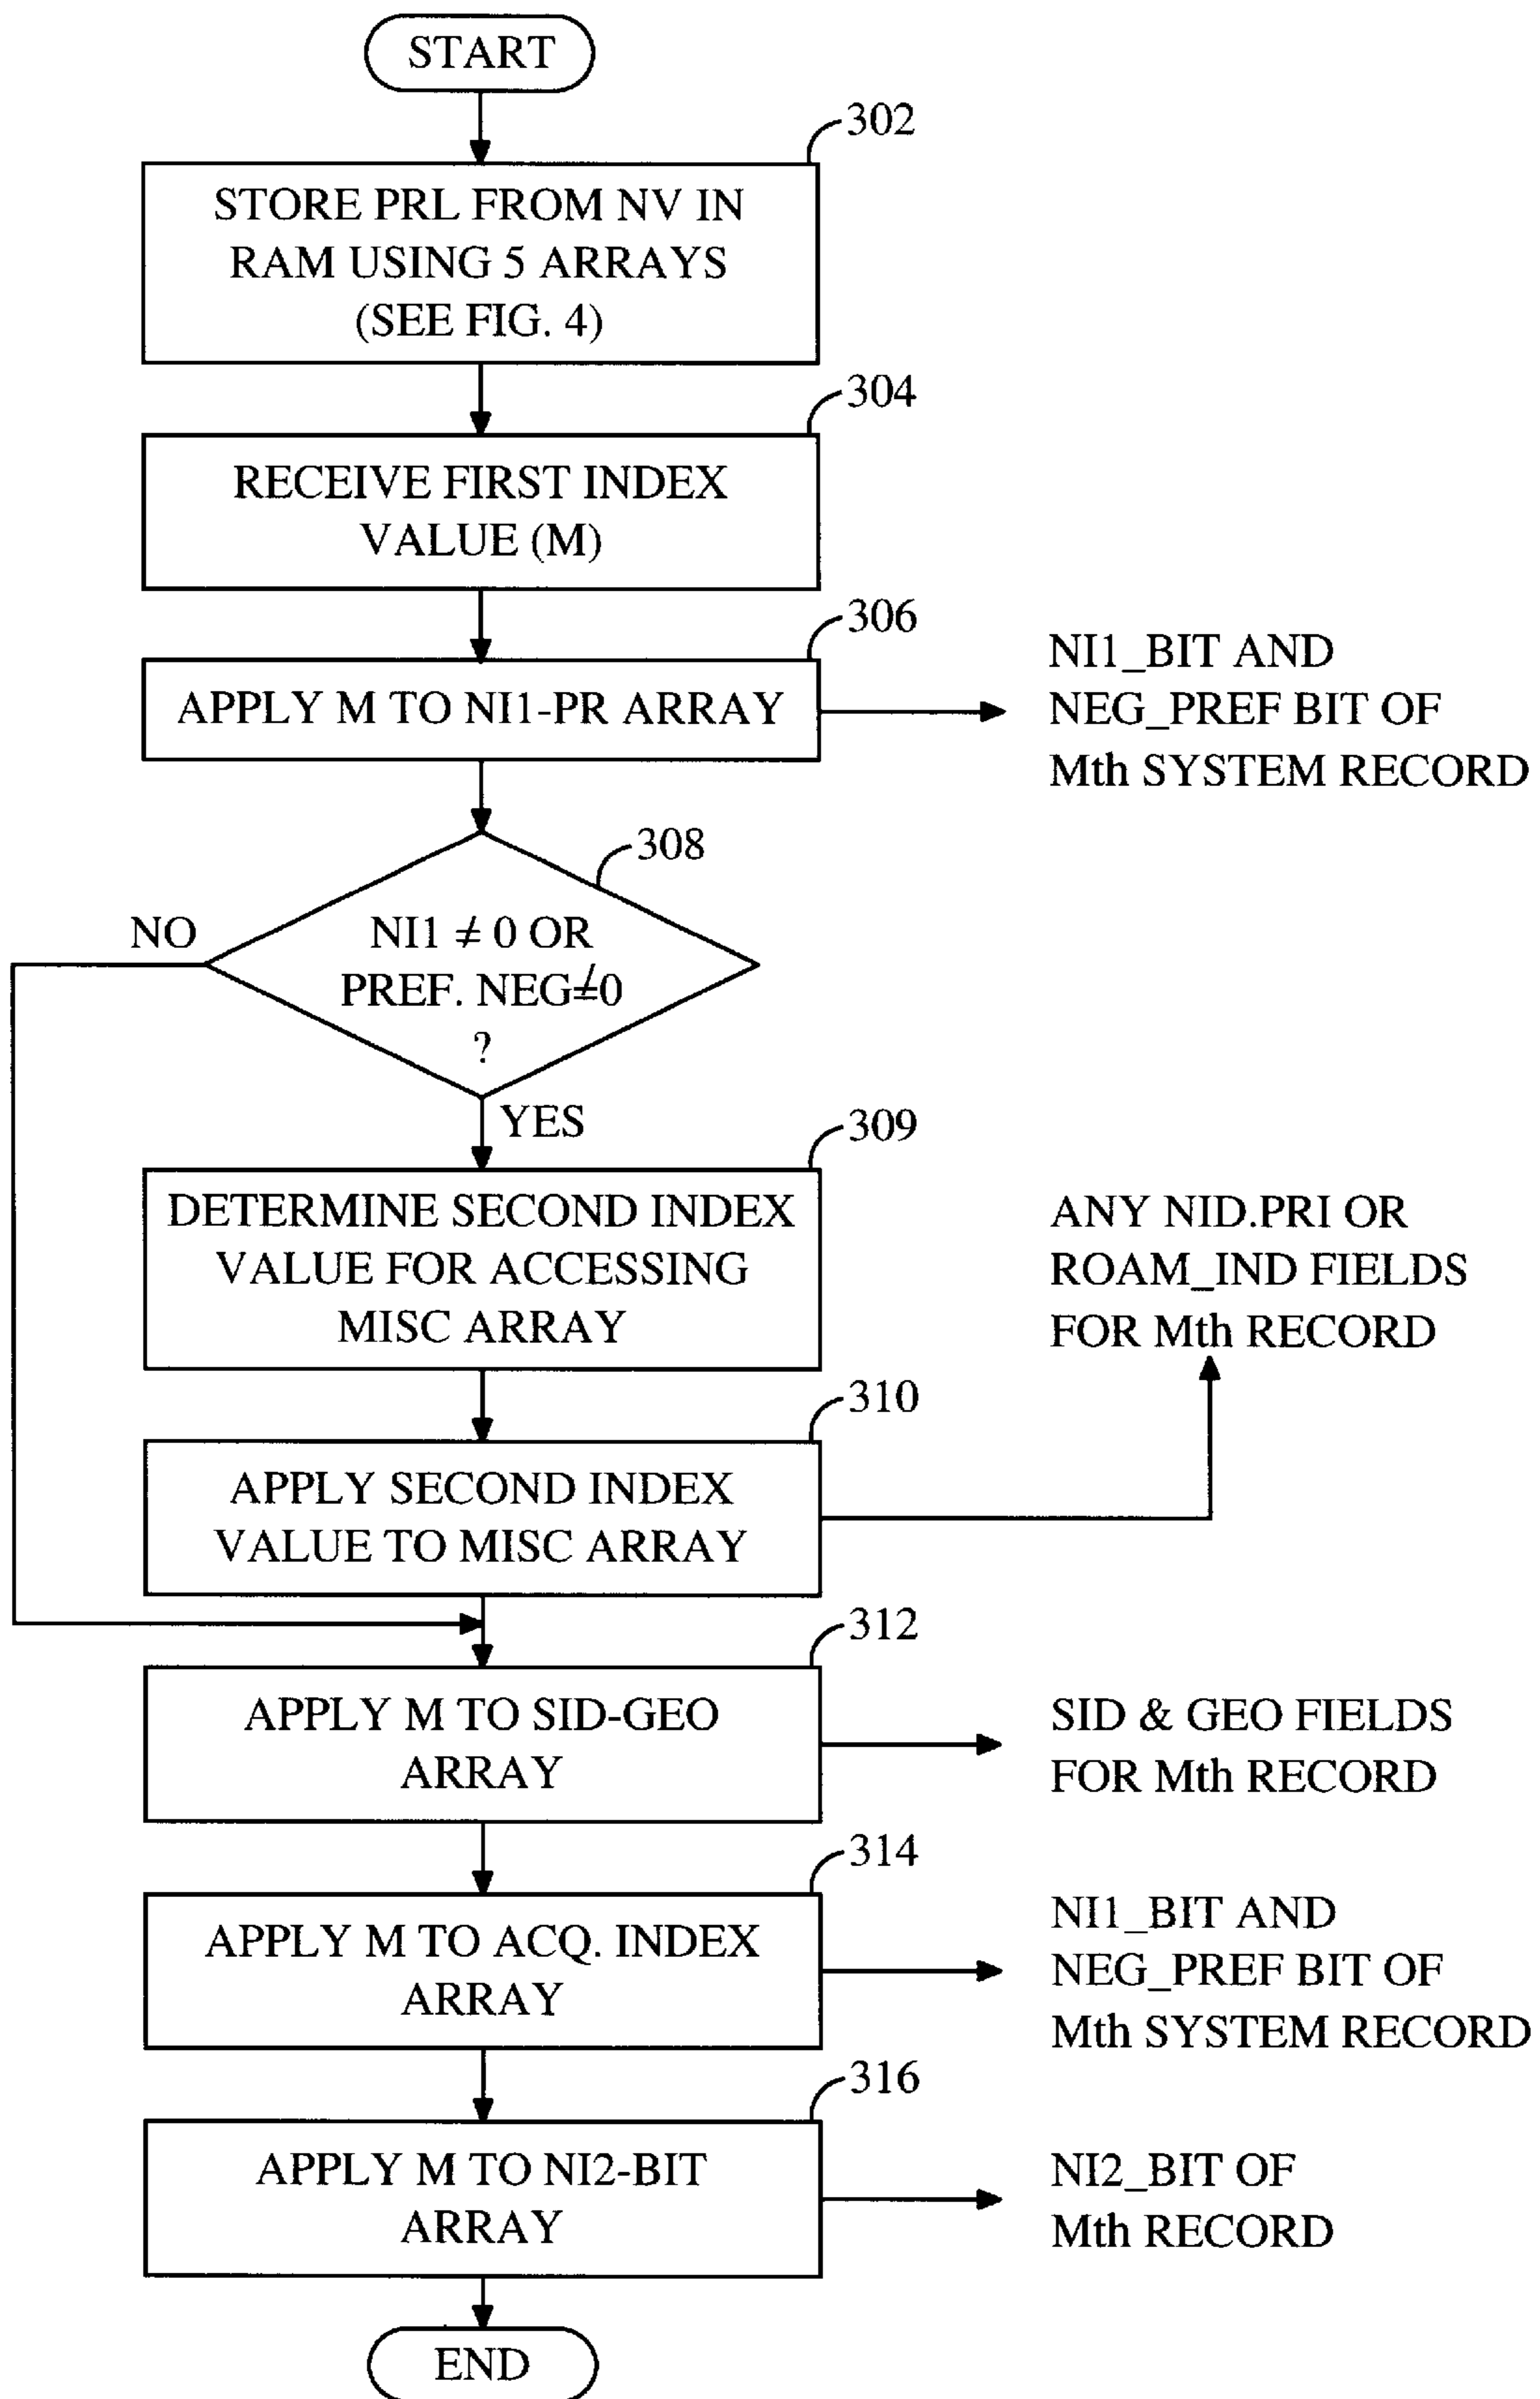 START
302
STORE PRL FROM NV IN
RAM USING 5 ARRAYS
(SEE FIG. 4)
304
RECEIVE FIRST INDEX
VALUE (M)
306
APPLY M TO NI1-PR ARRAY
NI1_BIT AND
NEG_PREF BIT OF
Mth SYSTEM RECORD
308
NO
NI1 ≠ 0 OR
PREF. NEG≠0
?
YES
309
DETERMINE SECOND INDEX
VALUE FOR ACCESSING
MISC ARRAY
ANY NID.PRI OR
ROAM_IND FIELDS
FOR Mth RECORD
310
APPLY SECOND INDEX
VALUE TO MISC ARRAY
312
APPLY M TO SID-GEO
ARRAY
SID & GEO FIELDS
FOR Mth RECORD
314
APPLY M TO ACQ. INDEX
ARRAY
NI1_BIT AND
NEG_PREF BIT OF
Mth SYSTEM RECORD
316
APPLY M TO NI2-BIT
ARRAY
NI2_BIT OF
Mth RECORD
END